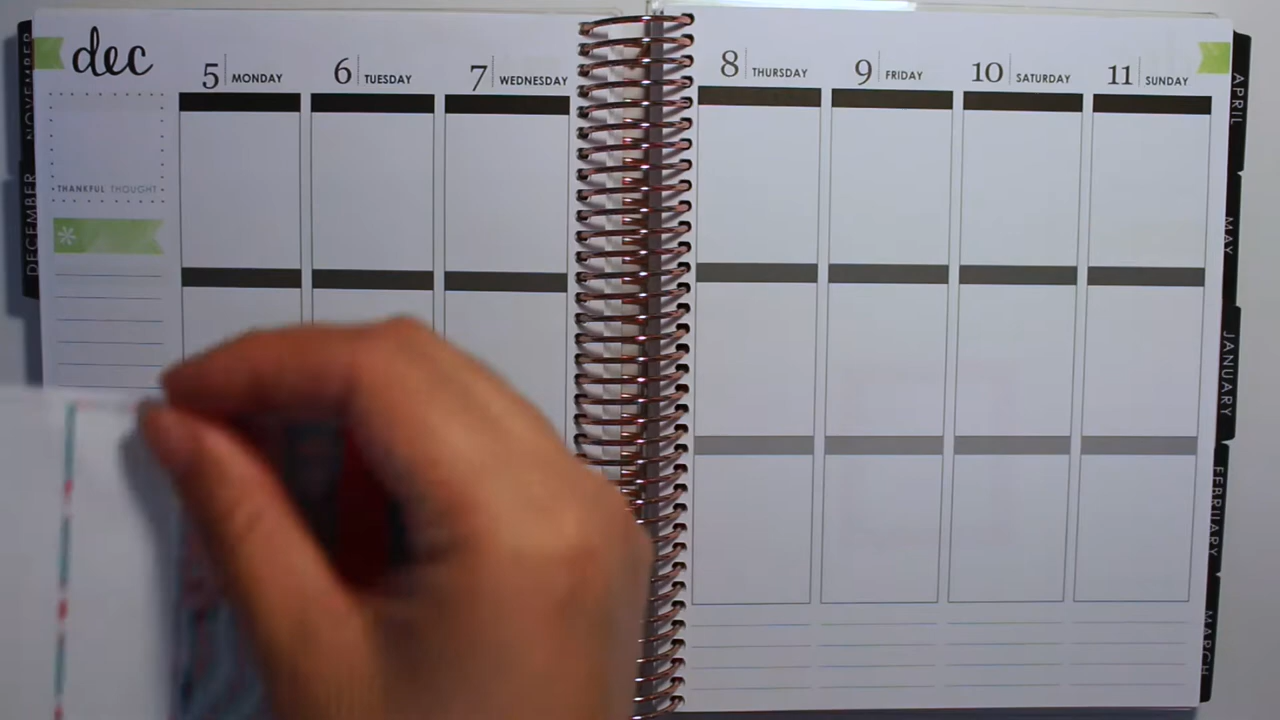 dec
5 MONDAY
6 TUESDAY
7 WEDNESDAY
8 THURSDAY
9 FRIDAY
10 SATURDAY
11 SUNDAY
THANKFUL THOUGHT
NOVEMBER
DECEMBER
APRIL
MAY
JANUARY
FEBRUARY
MARCH